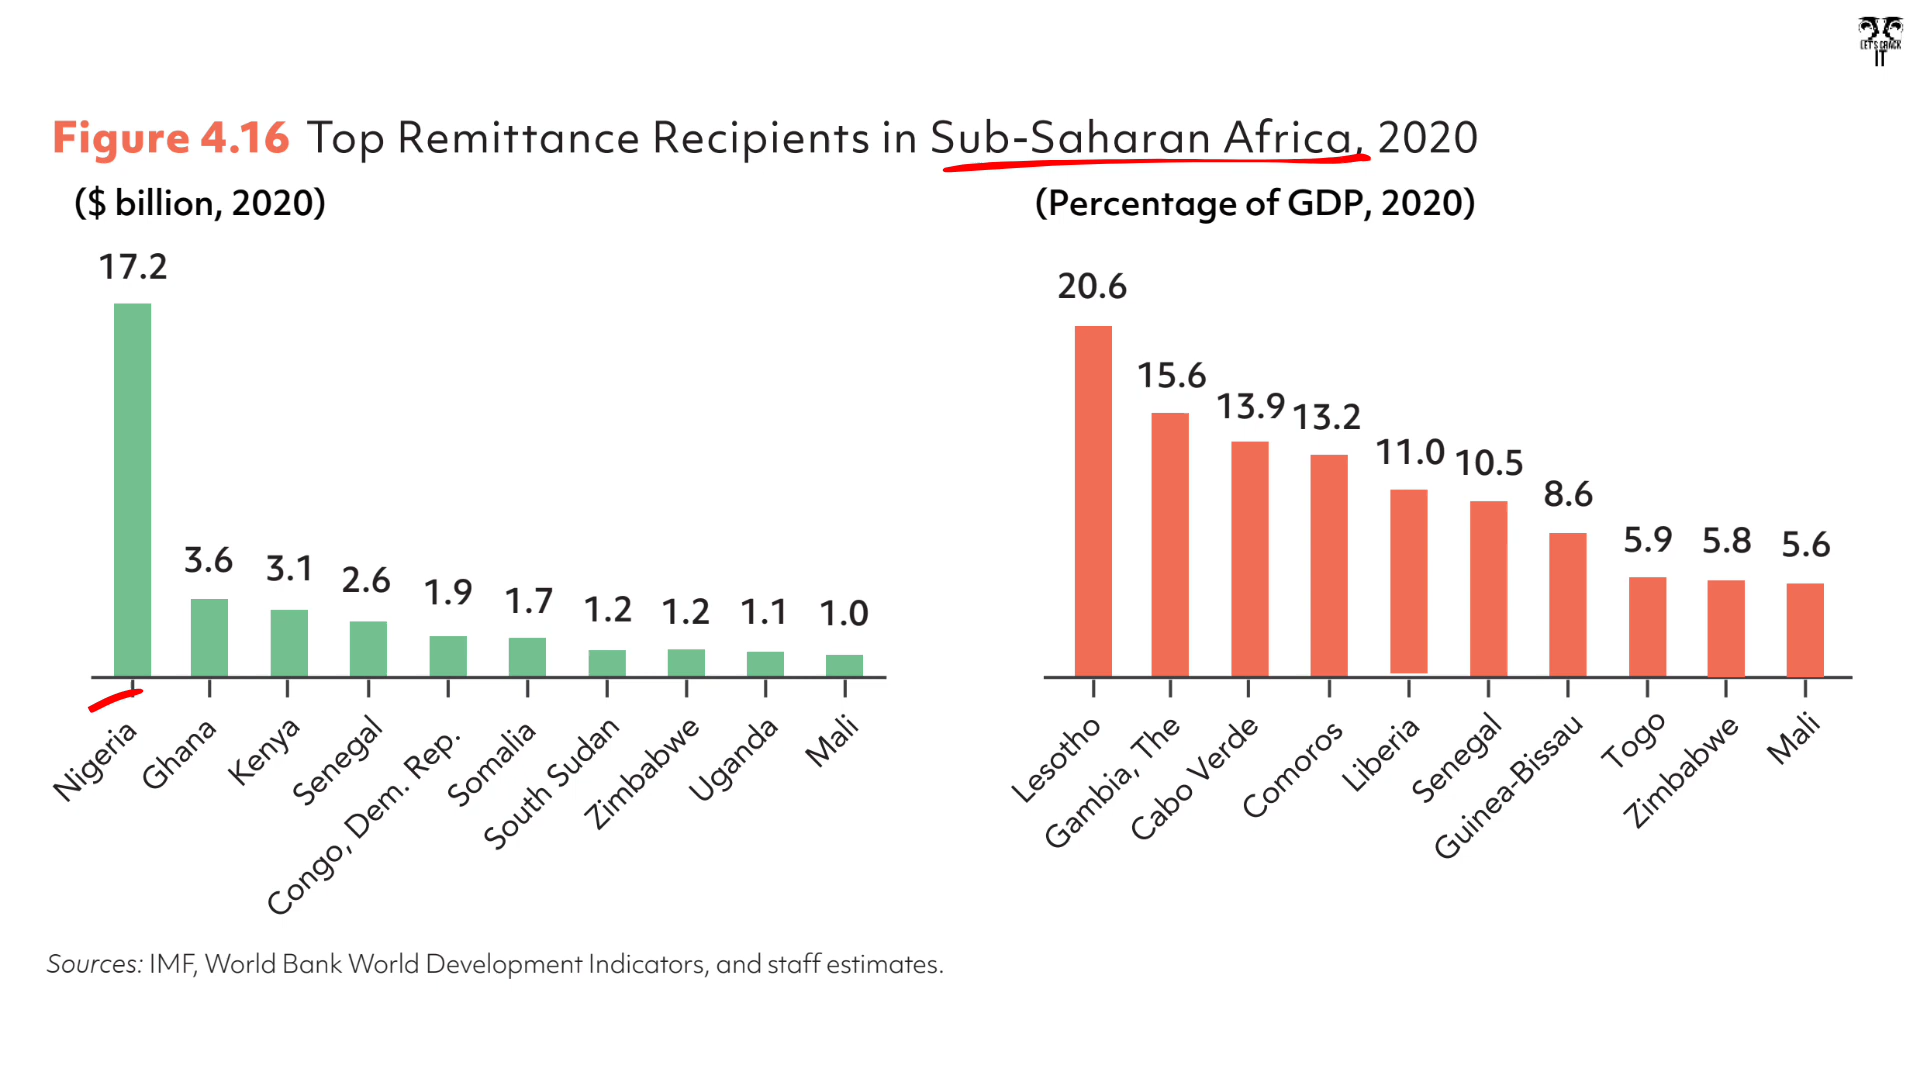 LET'S CRACK
IT
Figure 4.16 Top Remittance Recipients in Sub-Saharan Africa, 2020
($ billion, 2020)
17.2
3.6
3.1
2.6
1.9
1.7
1.2
1.2
1.1
1.0
Nigeria
Ghana
Kenya
Senegal
Congo, Dem. Rep.
Somalia
South Sudan
Zimbabwe
Uganda
Mali
(Percentage of GDP, 2020)
20.6
15.6
13.9
13.2
11.0
10.5
8.6
5.9
5.8
5.6
Lesotho
Gambia, The
Cabo Verde
Comoros
Liberia
Senegal
Guinea-Bissau
Togo
Zimbabwe
Mali
Sources: IMF, World Bank World Development Indicators, and staff estimates.